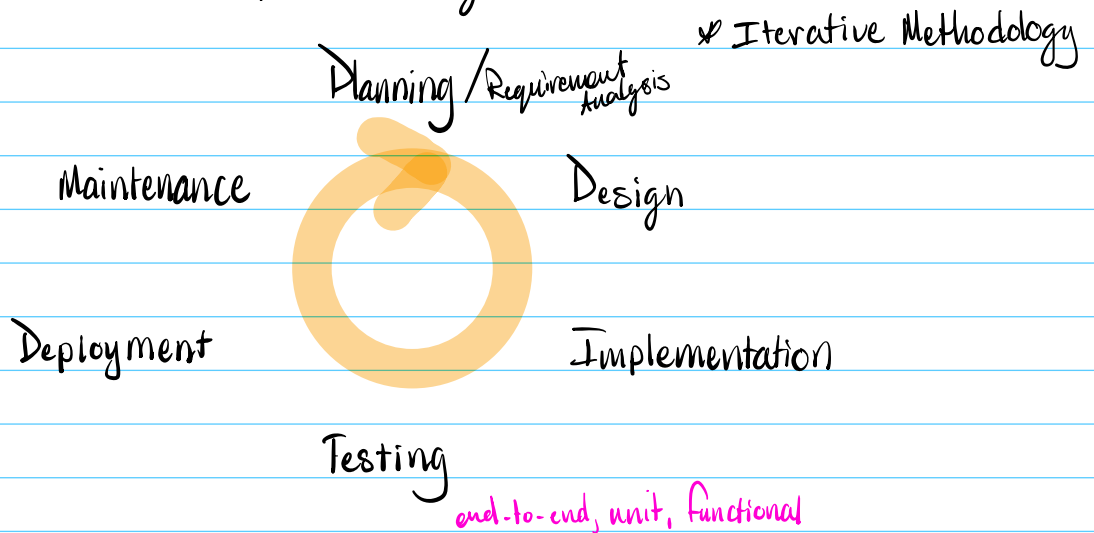 * Iterative Methodology
Planning / Requirement
Analysis
Maintenance
Design
Deployment
Implementation
Testing
end-to-end, unit, functional